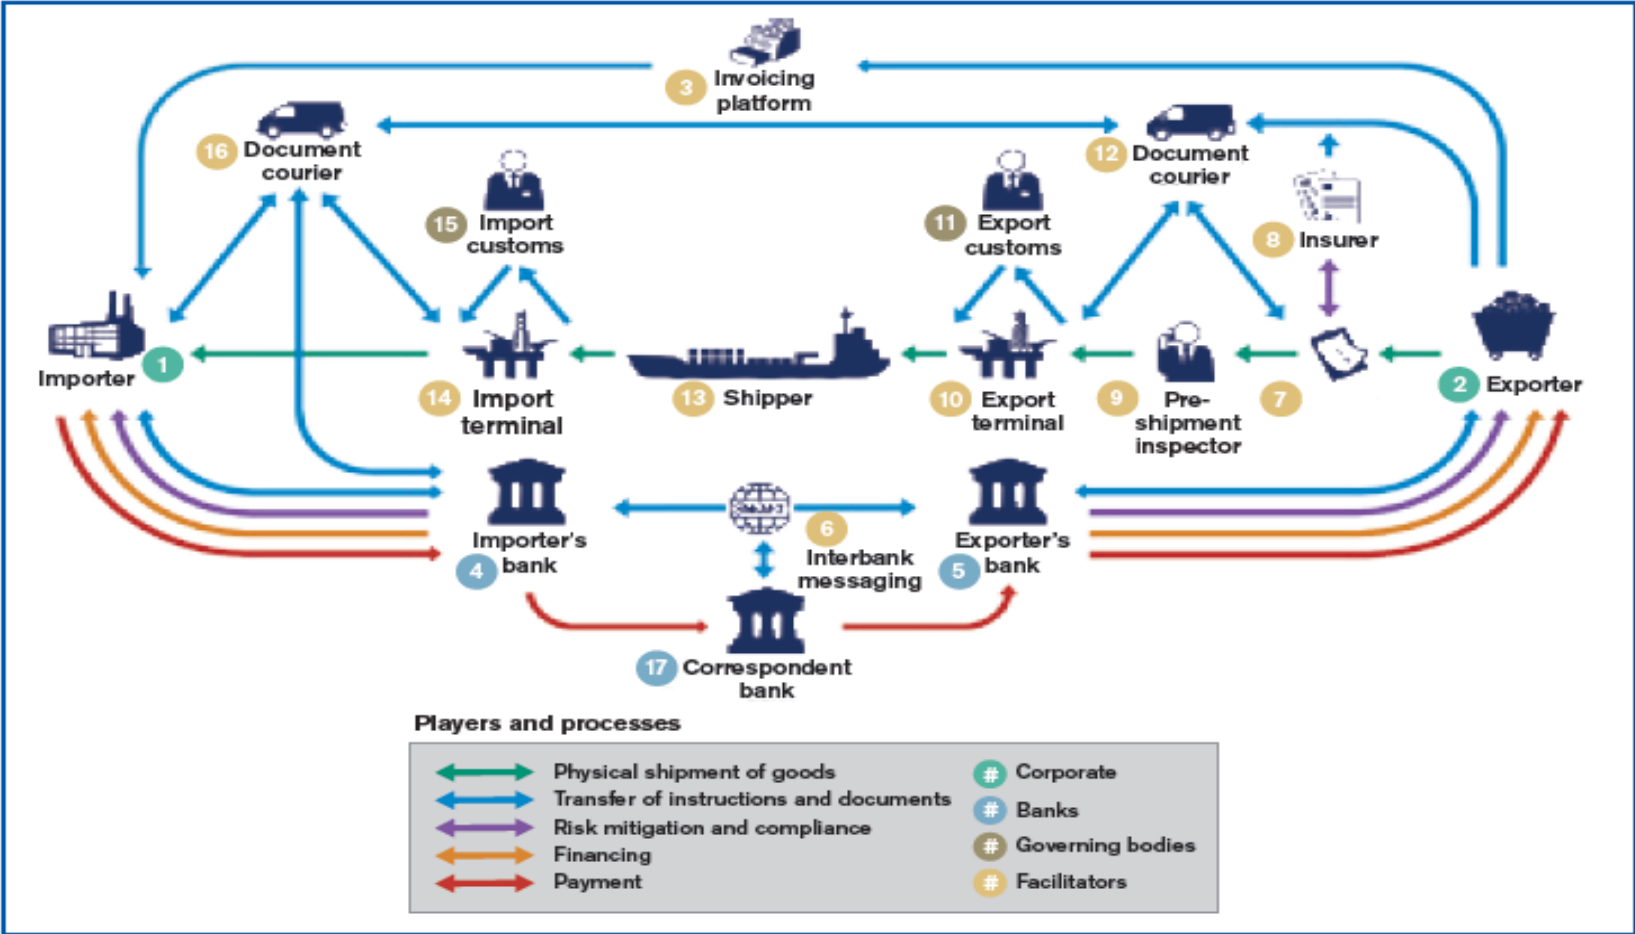 3
Invoicing
platform
16
Document
courier
12
Document
courier
15
Import
customs
11
Export
customs
8
Insurer
Importer
1
14
Import
terminal
13
Shipper
10
Export
terminal
9
Pre-
shipment
inspector
7
2
Exporter
Importer's
4
bank
6
Interbank
messaging
Exporter's
5
bank
17
Correspondent
bank
Players and processes
Physical shipment of goods
Transfer of instructions and documents
Risk mitigation and compliance
Financing
Payment
# Corporate
# Banks
# Governing bodies
# Facilitators